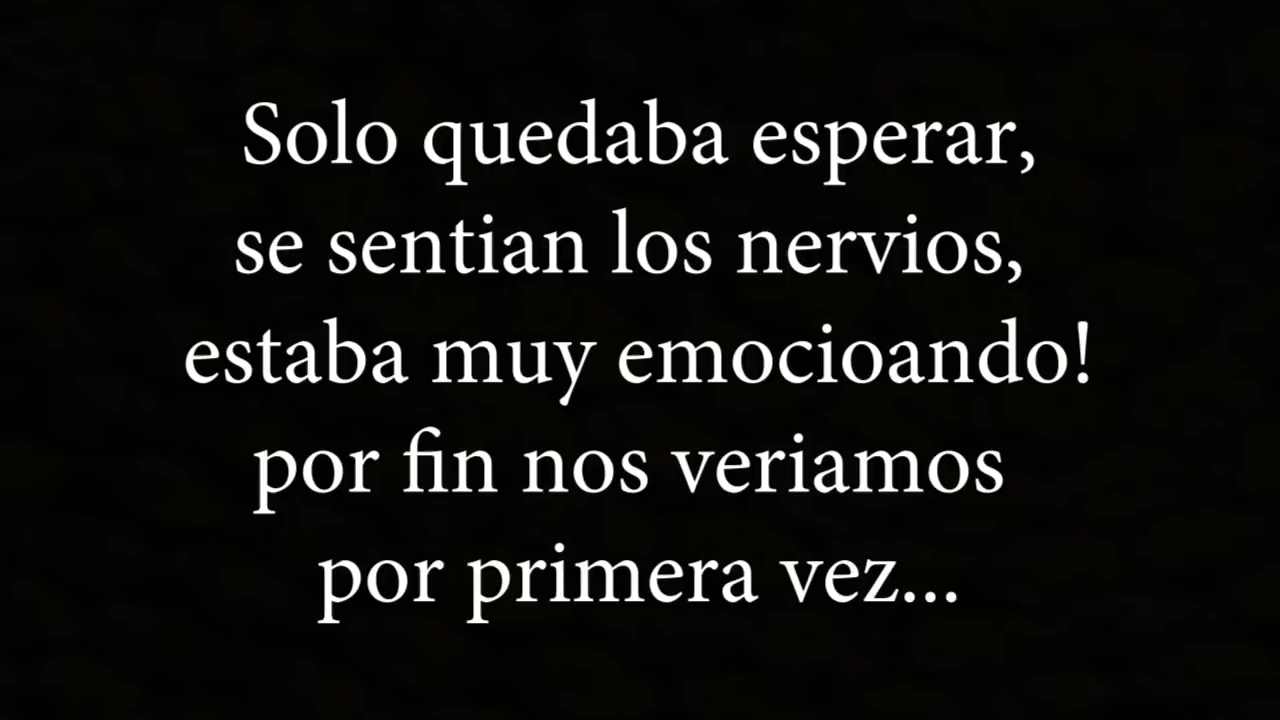 Solo quedaba esperar,
se sentian los nervios,
estaba muy emocioando!
por fin nos veriamos
por primera vez...